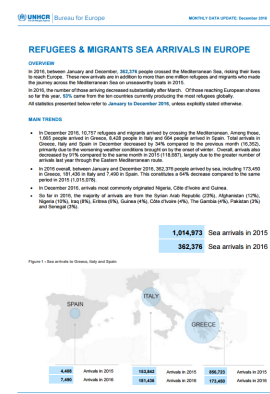 UNHCR Bureau for Europe
MONTHLY DATA UPDATE: December 2016
REFUGEES & MIGRANTS SEA ARRIVALS IN EUROPE
OVERVIEW
In 2016, between January and December, 362,376 people crossed the Mediterranean Sea, risking their lives
to reach Europe. These new arrivals are in addition to more than one million refugees and migrants who made
the journey across the Mediterranean Sea on unseaworthy boats in 2015.
In 2016, the number of those arriving decreased substantially after March. Of those reaching European shores
so far this year, 63% came from the ten countries currently producing the most refugees globally.
All statistics presented below refer to January to December 2016, unless explicitly stated otherwise.
MAIN TRENDS
• In December 2016, 10,757 refugees and migrants arrived by crossing the Mediterranean. Among those,
1,665 people arrived in Greece, 8,428 people in Italy and 664 people arrived in Spain. Total arrivals in
Greece, Italy and Spain in December decreased by 34% compared to the previous month (16,352),
primarily due to the worsening weather conditions brought on by the onset of winter. Overall, arrivals also
decreased by 91% compared to the same month in 2015 (118,687), largely due to the greater number of
arrivals last year through the Eastern Mediterranean route.
• In 2016 overall, between January and December 2016, 362,376 people arrived by sea, including 173,450
in Greece, 181,436 in Italy and 7,490 in Spain. This constitutes a 64% decrease compared to the same
period in 2015 (1,015,078).
• In December 2016, arrivals most commonly originated Nigeria, Côte d'Ivoire and Guinea.
• So far in 2016, the majority of arrivals are from the Syrian Arab Republic (23%), Afghanistan (12%),
Nigeria (10%), Iraq (8%), Eritrea (6%), Guinea (4%), Côte d'Ivoire (4%), The Gambia (4%), Pakistan (3%)
and Senegal (3%).
1,014,973 Sea arrivals in 2015
362,376 Sea arrivals in 2016
Figure 1 - Sea arrivals to Greece, Italy and Spain
SPAIN
ITALY
GREECE
Arrivals in 2015
153,842 Arrivals in 2015
856,723 Arrivals in 2015
7,490 Arrivals in 2016
181,436 Arrivals in 2016
173,450 Arrivals in 2016